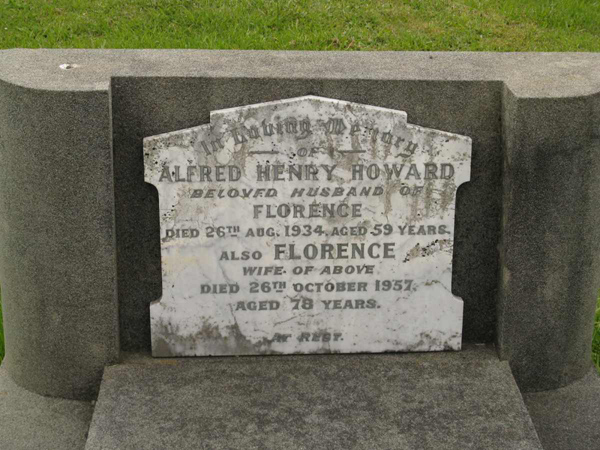 In Loving Memory
OF
ALFRED HENRY HOWARD
BELOVED HUSBAND OF
FLORENCE
DIED 26TH AUG. 1934. AGED 59 YEARS.
ALSO FLORENCE
WIFE OF ABOVE
DIED 26TH OCTOBER 1957.
AGED 78 YEARS.
AT REST.